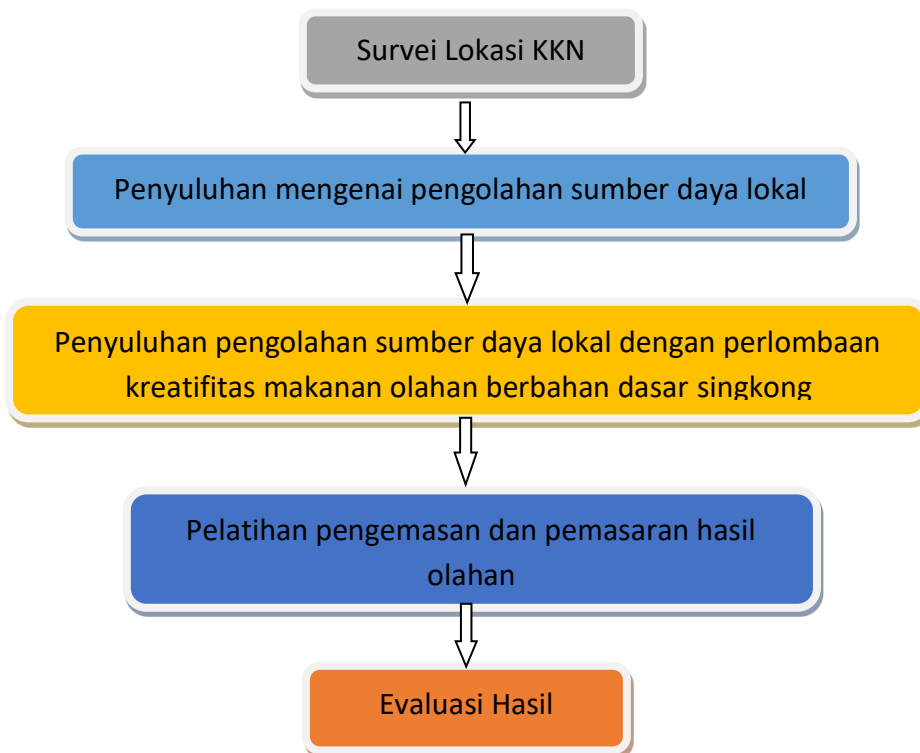 Survei Lokasi KKN
Penyuluhan mengenai pengolahan sumber daya lokal
Penyuluhan pengolahan sumber daya lokal dengan perlombaan
kreatifitas makanan olahan berbahan dasar singkong
Pelatihan pengemasan dan pemasaran hasil
olahan
Evaluasi Hasil